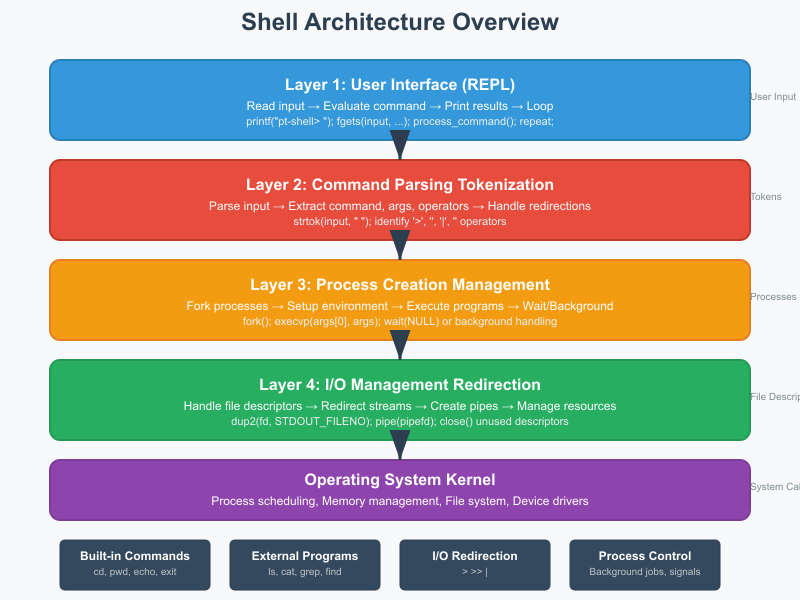 Shell Architecture Overview
Layer 1: User Interface (REPL)
Read input → Evaluate command → Print results → Loop
printf("pt-shell> "); fgets(input, ...); process_command(); repeat;
User Input
Layer 2: Command Parsing Tokenization
Parse input → Extract command, args, operators → Handle redirections
strtok(input, " "); identify '>', '', '|', '' operators
Tokens
Layer 3: Process Creation Management
Fork processes → Setup environment → Execute programs → Wait/Background
fork(); execvp(args[0], args); wait(NULL) or background handling
Processes
Layer 4: I/O Management Redirection
Handle file descriptors → Redirect streams → Create pipes → Manage resources
dup2(fd, STDOUT_FILENO); pipe(pipefd); close() unused descriptors
File Descrip
Operating System Kernel
Process scheduling, Memory management, File system, Device drivers
System Cal
Built-in Commands
cd, pwd, echo, exit
External Programs
ls, cat, grep, find
I/O Redirection
> >> |
Process Control
Background jobs, signals